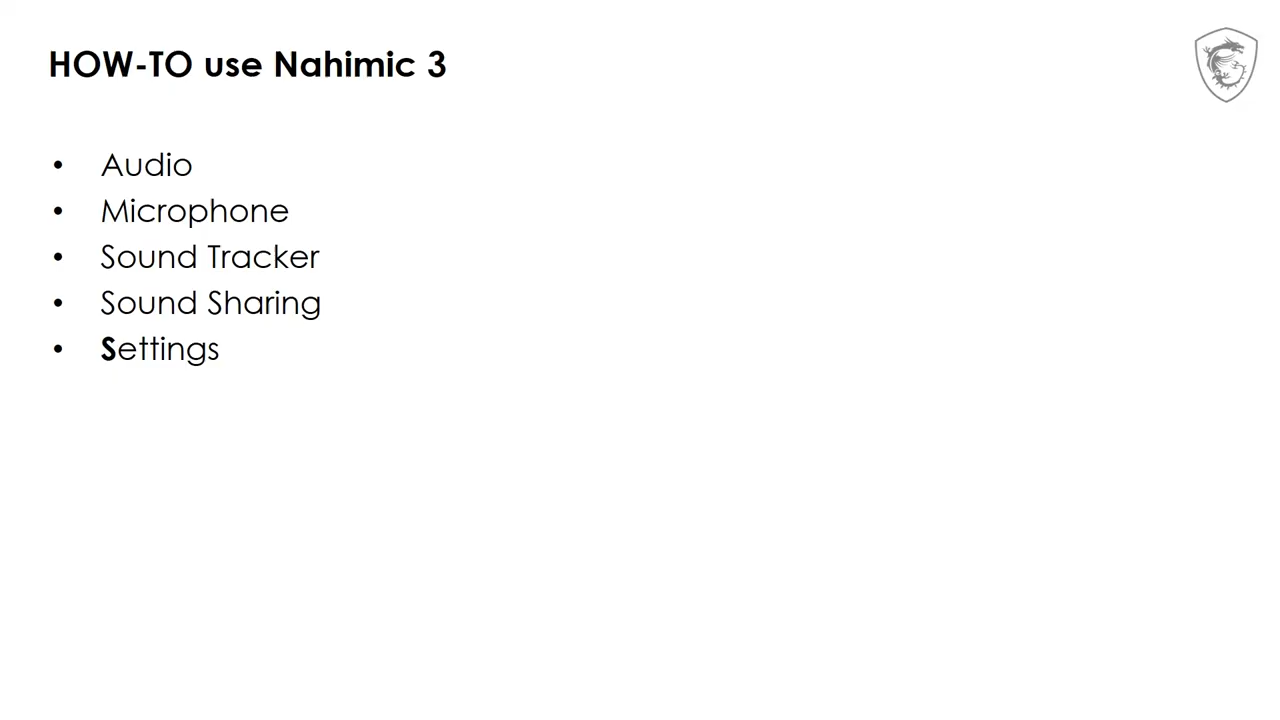 HOW-TO use Nahimic 3
• Audio
• Microphone
• Sound Tracker
• Sound Sharing
• Settings